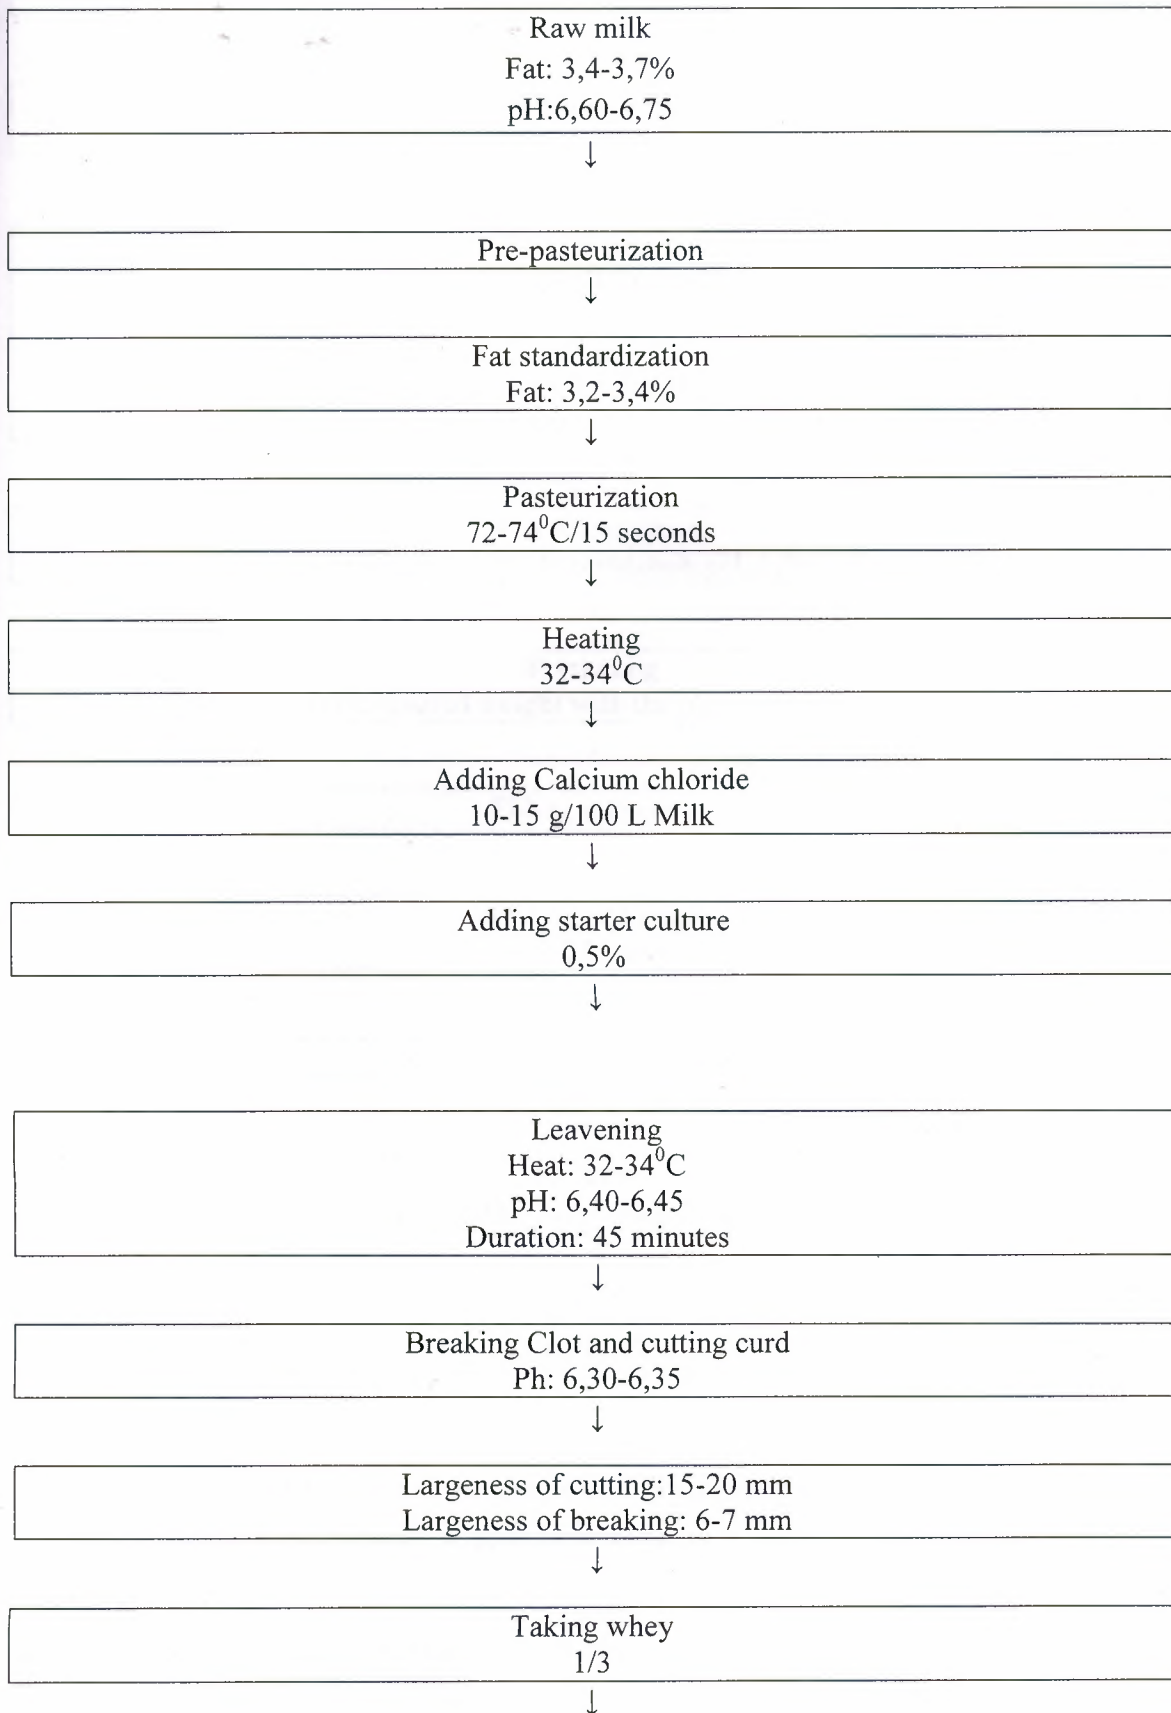 Raw milk
Fat: 3,4-3,7%
pH:6,60-6,75
↓
Pre-pasteurization
↓
Fat standardization
Fat: 3,2-3,4%
↓
Pasteurization
72-74⁰C/15 seconds
↓
Heating
32-34⁰C
↓
Adding Calcium chloride
10-15 g/100 L Milk
↓
Adding starter culture
0,5%
↓
Leavening
Heat: 32-34⁰C
pH: 6,40-6,45
Duration: 45 minutes
↓
Breaking Clot and cutting curd
Ph: 6,30-6,35
↓
Largeness of cutting:15-20 mm
Largeness of breaking: 6-7 mm
↓
Taking whey
1/3
↓